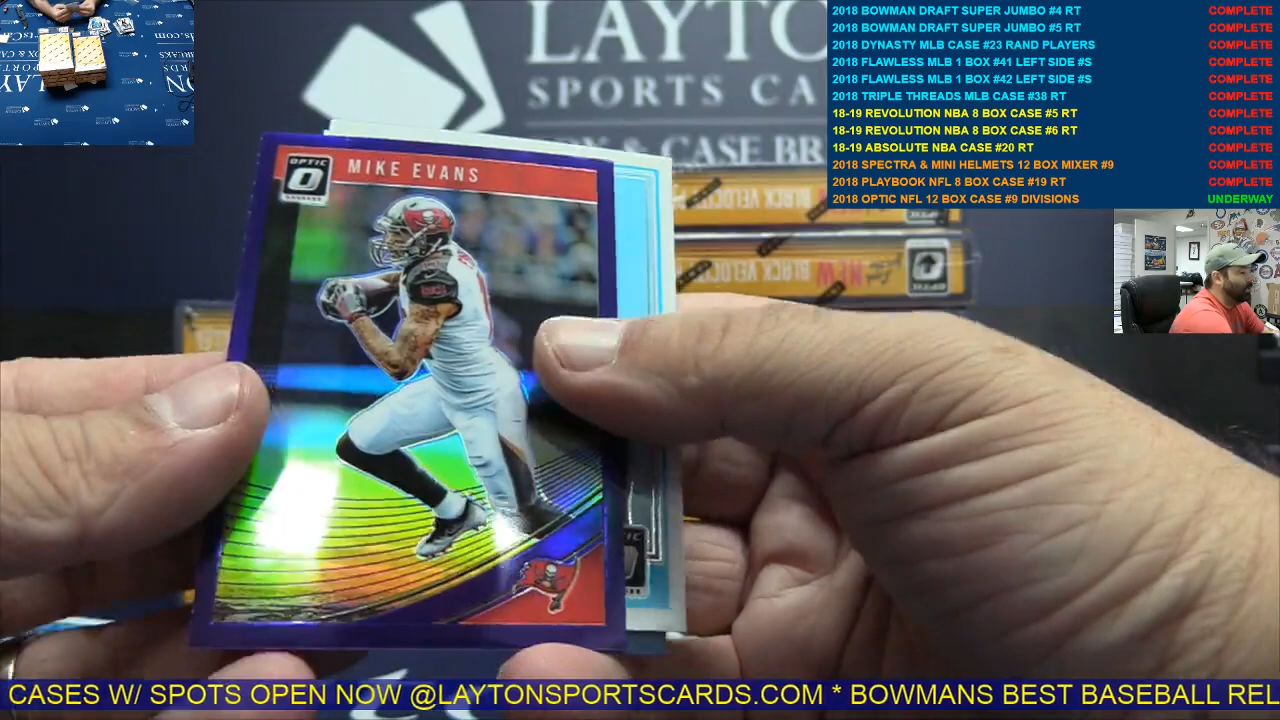 2018 BOWMAN DRAFT SUPER JUMBO #4 RT COMPLETE
2018 BOWMAN DRAFT SUPER JUMBO #5 RT COMPLETE
2018 DYNASTY MLB CASE #23 RAND PLAYERS COMPLETE
2018 FLAWLESS MLB 1 BOX #41 LEFT SIDE #S COMPLETE
2018 FLAWLESS MLB 1 BOX #42 LEFT SIDE #S COMPLETE
2018 TRIPLE THREADS MLB CASE #38 RT COMPLETE
18-19 REVOLUTION NBA 8 BOX CASE #5 RT COMPLETE
18-19 REVOLUTION NBA 8 BOX CASE #6 RT COMPLETE
18-19 ABSOLUTE NBA CASE #20 RT COMPLETE
2018 SPECTRA & MINI HELMETS 12 BOX MIXER #9 COMPLETE
2018 PLAYBOOK NFL 8 BOX CASE #19 RT COMPLETE
2018 OPTIC NFL 12 BOX CASE #9 DIVISIONS UNDERWAY
LAYTO
SPORTS CA
& CASE BR
BLACK VELOCI
NEW BLACK VELOCI
OPTIC
MIKE EVANS
CASES W/ SPOTS OPEN NOW @LAYTONSPORTSCARDS.COM * BOWMANS BEST BASEBALL REL